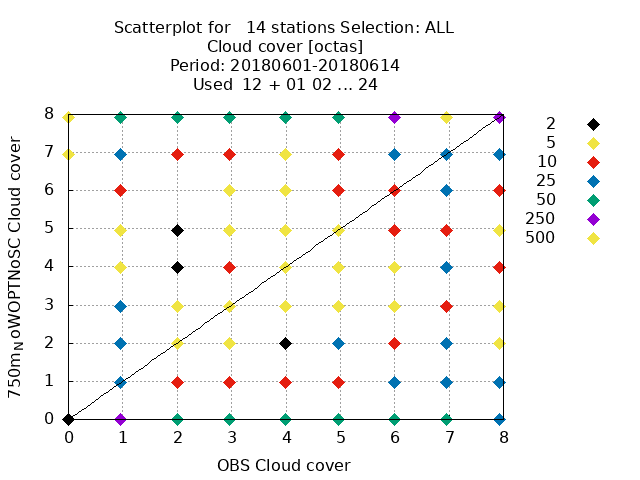 Scatterplot for   14 stations Selection: ALL
Cloud cover [octas]
Period: 20180601-20180614
Used  12 + 01 02 ... 24
750m_NoWOPTNoSC Cloud cover
8
7
6
5
4
3
2
1
0
0 1 2 3 4 5 6 7 8
OBS Cloud cover
2
5
10
25
50
250
500